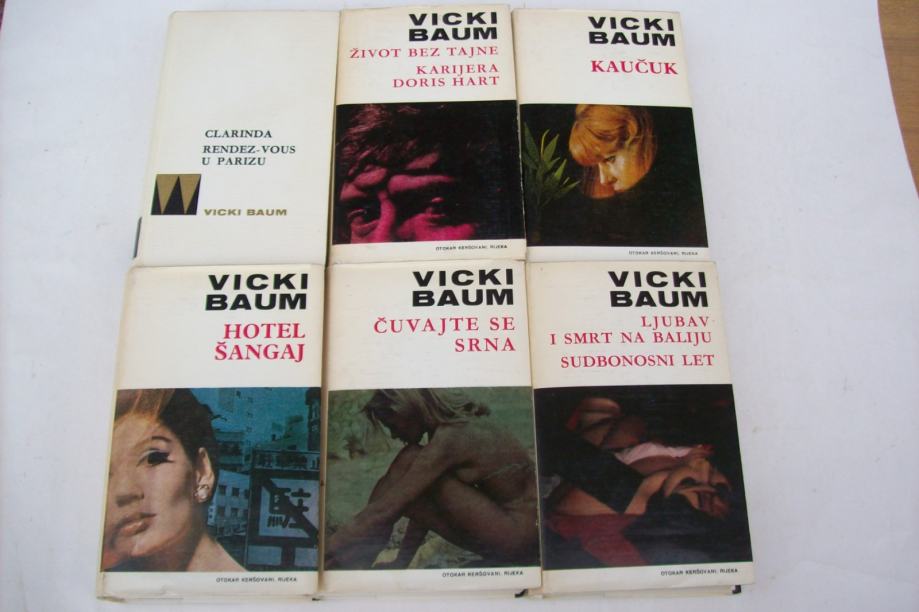 CLARINDA
RENDEZ-VOUS
U PARIZU
VICKI BAUM
VICKI
BAUM
ŽIVOT BEZ TAJNE
KARIJERA
DORIS HART
OTOKAR KERŠOVANI, RIJEKA
VICKI
BAUM
KAUČUK
OTOKAR KERŠOVANI, RIJEKA
VICKI
BAUM
HOTEL
ŠANGAJ
OTOKAR KERŠOVANI, RIJEKA
VICKI
BAUM
ČUVAJTE SE
SRNA
OTOKAR KERŠOVANI, RIJEKA
VICKI
BAUM
LJUBAV
I SMRT NA BALIJU
SUDBONOSNI LET
OTOKAR KERŠOVANI, RIJEKA